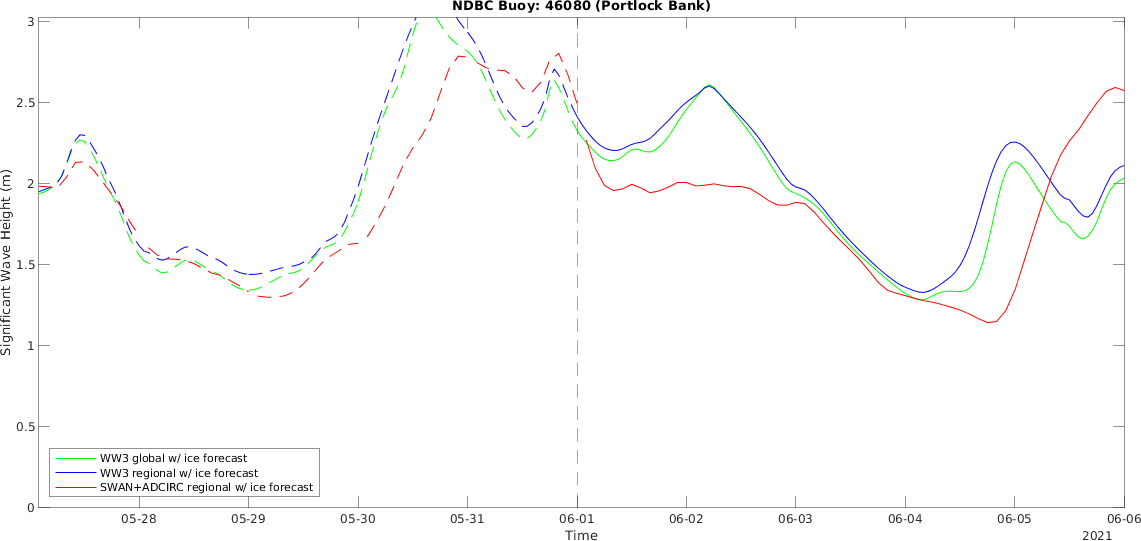 NDBC Buoy: 46080 (Portlock Bank)
3
2.5
2
1.5
1
0.5
0
Significant Wave Height (m)
WW3 global w/ ice forecast
WW3 regional w/ ice forecast
SWAN+ADCIRC regional w/ ice forecast
05-28 05-29 05-30 05-31 06-01 06-02 06-03 06-04 06-05 06-06
Time
2021